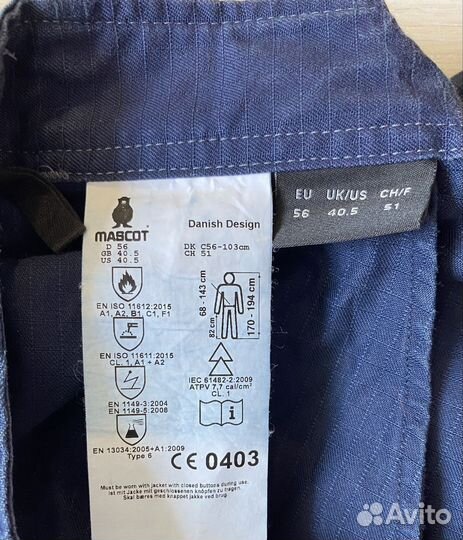 MASCOT
Danish Design
D 56
GB 40.5
US 40.5
DK C56-103cm
CH 51
EU UK/US CH/F
56 40.5 51
EN ISO 11612:2015
A1, A2, B1, C1, F1
EN ISO 11611:2015
CL. 1, A1 + A2
EN 1149-3:2004
EN 1149-5:2008
EN 13034:2005+A1:2009
Type 6
68 - 143 cm
82 cm
170 - 194 cm
IEC 61482-2:2009
ATPV 7,7 cal/cm²
CL. 1
i
CE 0403
Must be worn with jacket with closed buttons during use.
Ist mit Jacke mit geschlossenen knöpfen zu tragen.
Skal bæres med knappet jakke ved brug.
Avito